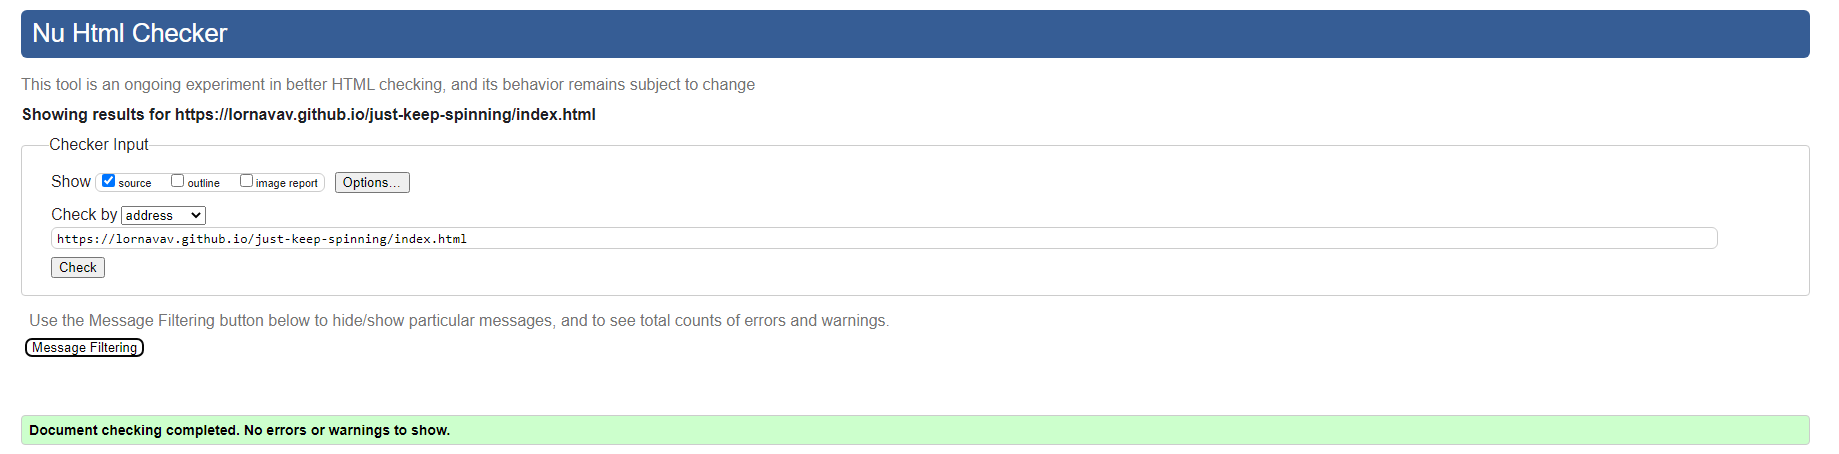 Nu Html Checker
This tool is an ongoing experiment in better HTML checking, and its behavior remains subject to change
Showing results for https://lornavav.github.io/just-keep-spinning/index.html
Checker Input
Show source outline image report Options...
Check by address
https://lornavav.github.io/just-keep-spinning/index.html
Check
Use the Message Filtering button below to hide/show particular messages, and to see total counts of errors and warnings.
Message Filtering
Document checking completed. No errors or warnings to show.